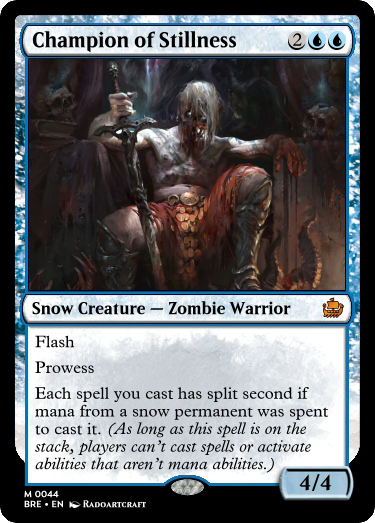 Champion of Stillness 2
Snow Creature — Zombie Warrior
Flash
Prowess
Each spell you cast has split second if
mana from a snow permanent was spent
to cast it. (As long as this spell is on the
stack, players can't cast spells or activate
abilities that aren't mana abilities.)
4/4
M 0044
BRE • EN Radoartcraft